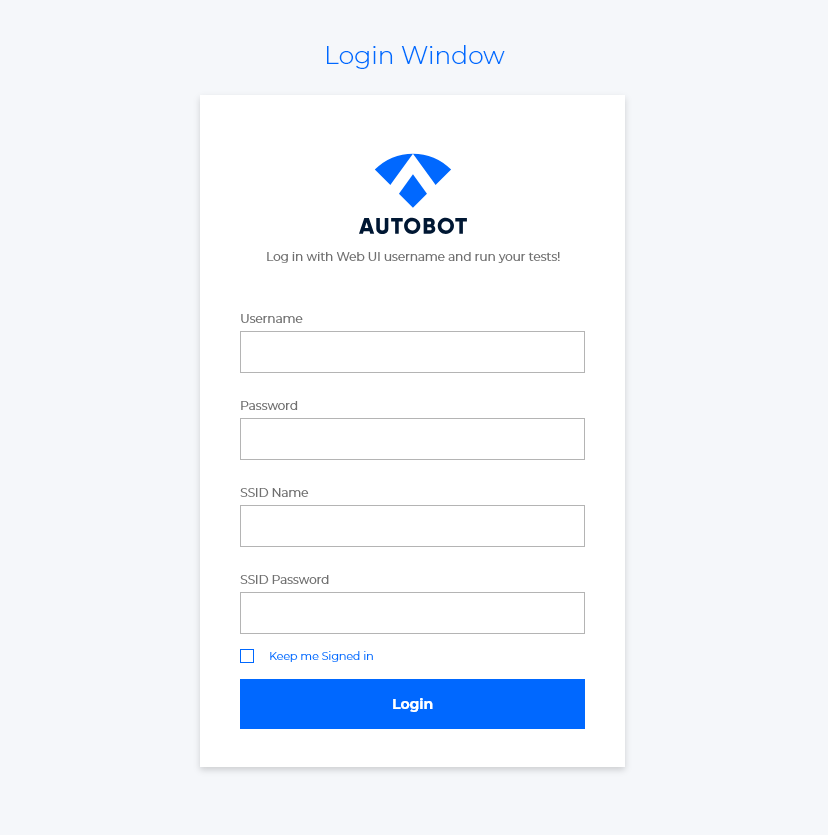 Login Window
AUTOBOT
Log in with Web UI username and run your tests!
Username
Password
SSID Name
SSID Password
Keep me Signed in
Login